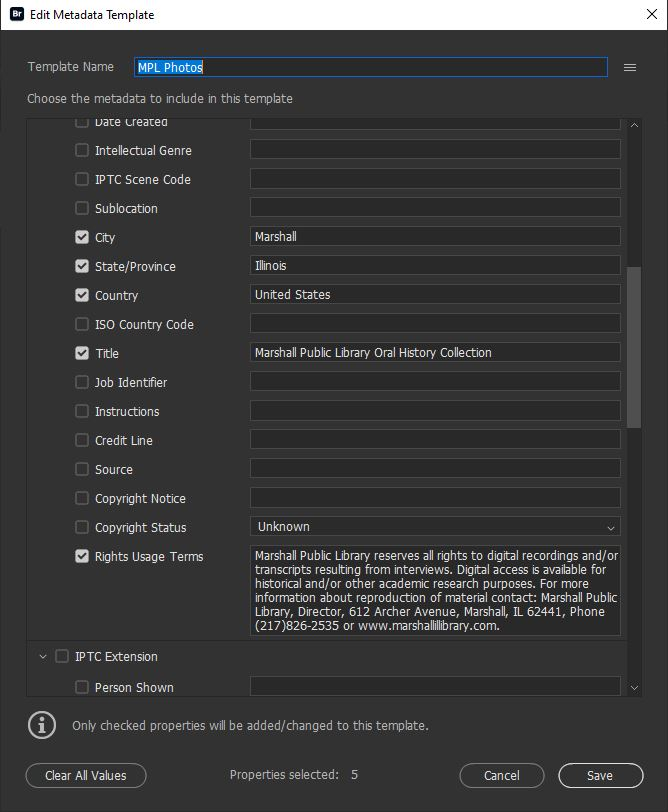 Br Edit Metadata Template
Template Name MPL Photos
Choose the metadata to include in this template
Date Created
Intellectual Genre
IPTC Scene Code
Sublocation
City Marshall
State/Province Illinois
Country United States
ISO Country Code
Title Marshall Public Library Oral History Collection
Job Identifier
Instructions
Credit Line
Source
Copyright Notice
Copyright Status Unknown
Rights Usage Terms Marshall Public Library reserves all rights to digital recordings and/or
transcripts resulting from interviews. Digital access is available for
historical and/or other academic research purposes. For more
information about reproduction of material contact: Marshall Public
Library, Director, 612 Archer Avenue, Marshall, IL 62441, Phone
(217)826-2535 or www.marshallillibrary.com.
IPTC Extension
Person Shown
Only checked properties will be added/changed to this template.
Clear All Values Properties selected: 5 Cancel Save